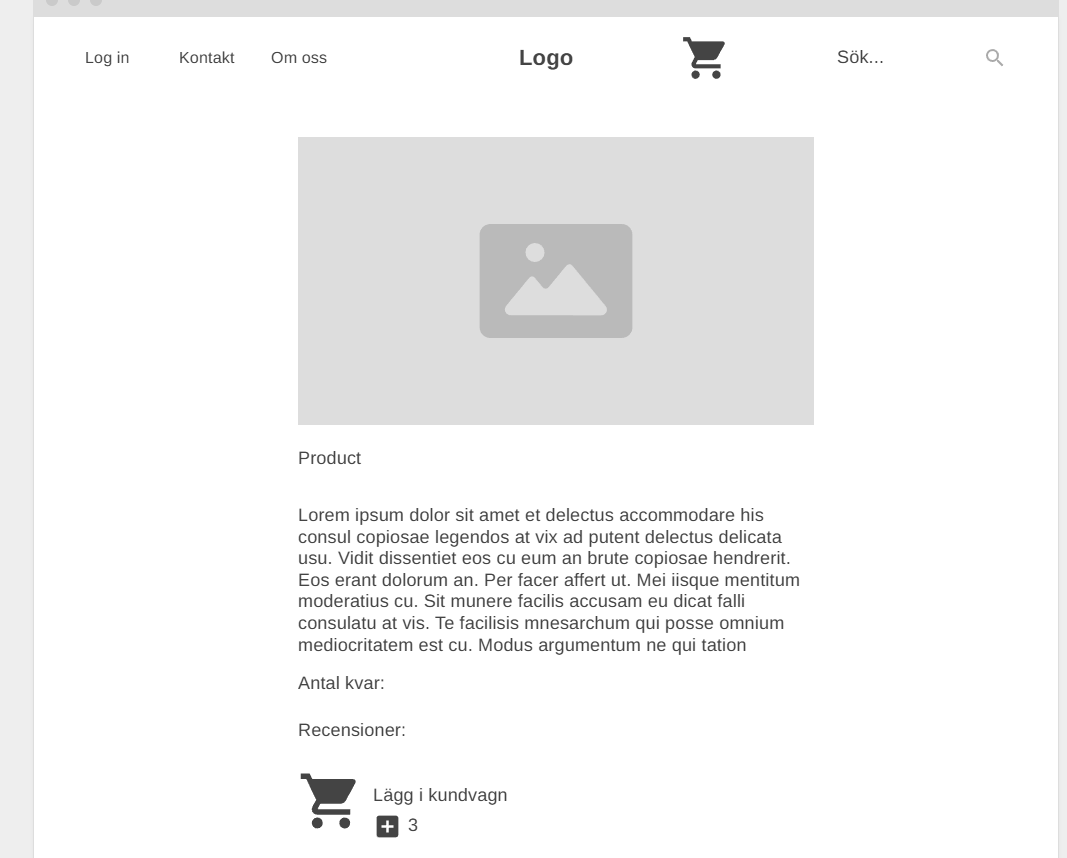 Log in Kontakt Om oss Logo Sök...
Product
Lorem ipsum dolor sit amet et delectus accommodare his
consul copiosae legendos at vix ad putent delectus delicata
usu. Vidit dissentiet eos cu eum an brute copiosae hendrerit.
Eos erant dolorum an. Per facer affert ut. Mei iisque mentitum
moderatius cu. Sit munere facilis accusam eu dicat falli
consulatu at vis. Te facilisis mnesarchum qui posse omnium
mediocritatem est cu. Modus argumentum ne qui tation
Antal kvar:
Recensioner:
Lägg i kundvagn
3